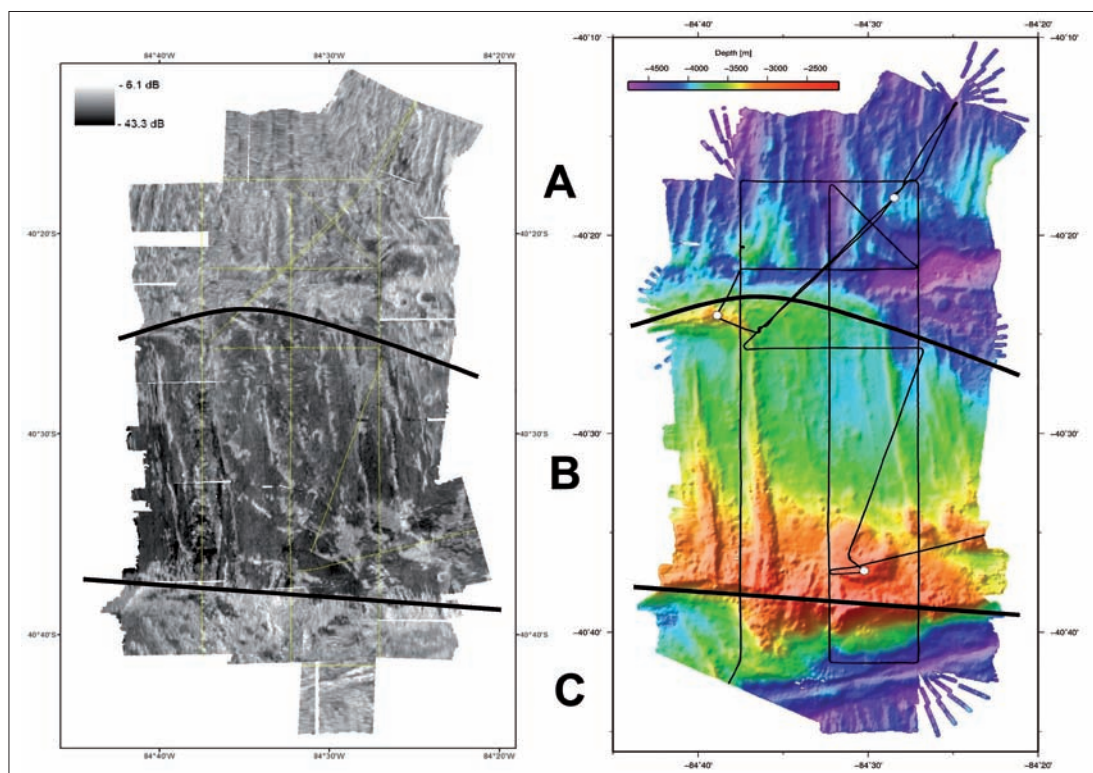 84°40'W 84°30'W 84°20'W
- 6.1 dB
- 43.3 dB
40°20'S 40°20'S
40°30'S 40°30'S
40°40'S 40°40'S
84°40'W 84°30'W 84°20'W
A
B
C
−84°40' −84°30' −84°20'
−40°10' −40°10'
Depth [m]
−4500 −4000 −3500 −3000 −2500
−40°20' −40°20'
−40°30' −40°30'
−40°40' −40°40'
−84°40' −84°30' −84°20'